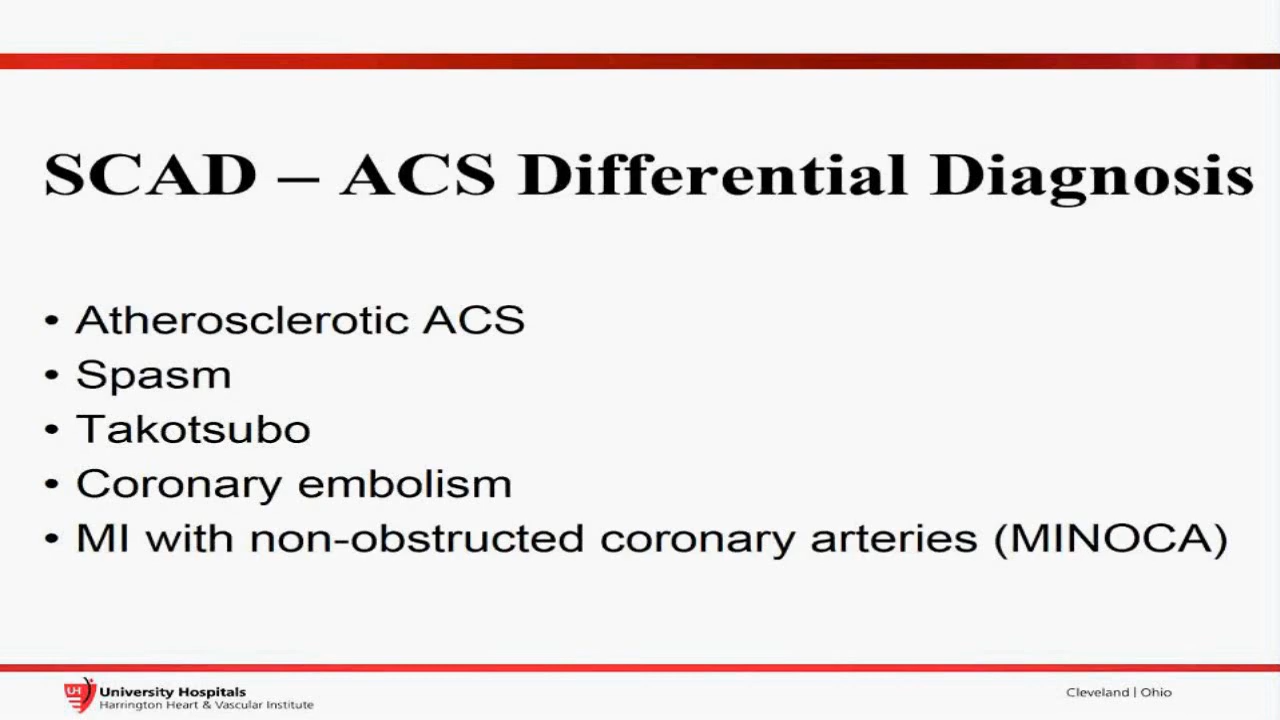 SCAD – ACS Differential Diagnosis
• Atherosclerotic ACS
• Spasm
• Takotsubo
• Coronary embolism
• MI with non-obstructed coronary arteries (MINOCA)
UH
University Hospitals
Harrington Heart & Vascular Institute
Cleveland | Ohio